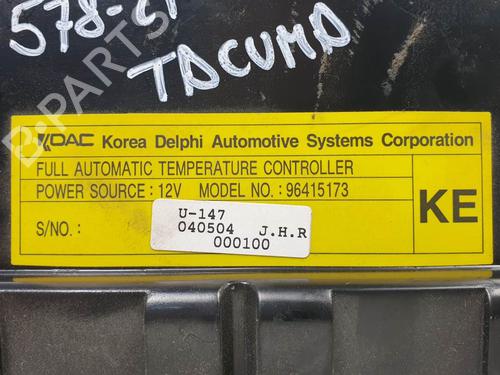 578-
TACUMA
KDAC Korea Delphi Automotive Systems Corporation
FULL AUTOMATIC TEMPERATURE CONTROLLER
POWER SOURCE : 12V MODEL NO. : 96415173
KE
S/NO. :
U-147
040504 J.H.R
000100
B-PARTS